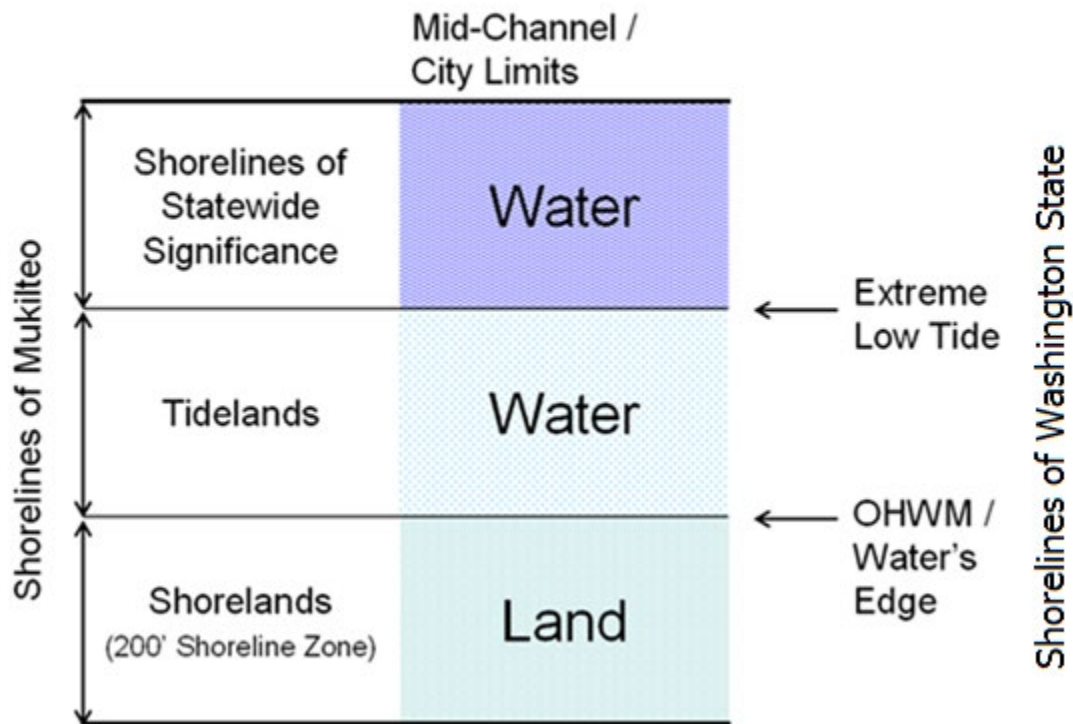 Mid-Channel /
City Limits
Shorelines of
Statewide
Significance
Water
Extreme
Low Tide
Tidelands
Water
OHWM /
Water's
Edge
Shorelands
(200' Shoreline Zone)
Land
Shorelines of Mukilteo
Shorelines of Washington State